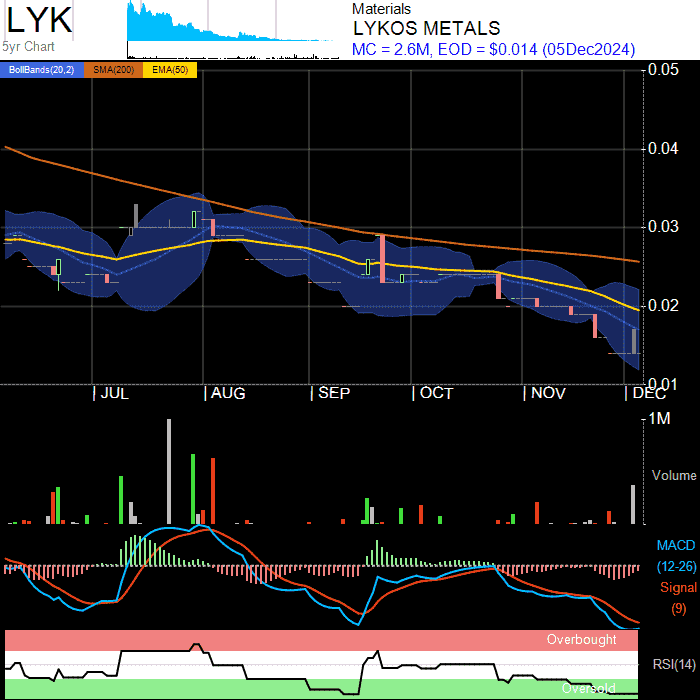 LYK
5yr Chart
Materials
LYKOS METALS
MC = 2.6M, EOD = $0.014 (05Dec2024)
BollBands(20,2) SMA(200) EMA(50)
0.05
0.04
0.03
0.02
0.01
JUL AUG SEP OCT NOV DEC
1M
Volume
MACD
(12-26)
Signal
(9)
Overbought
RSI(14)
Oversold